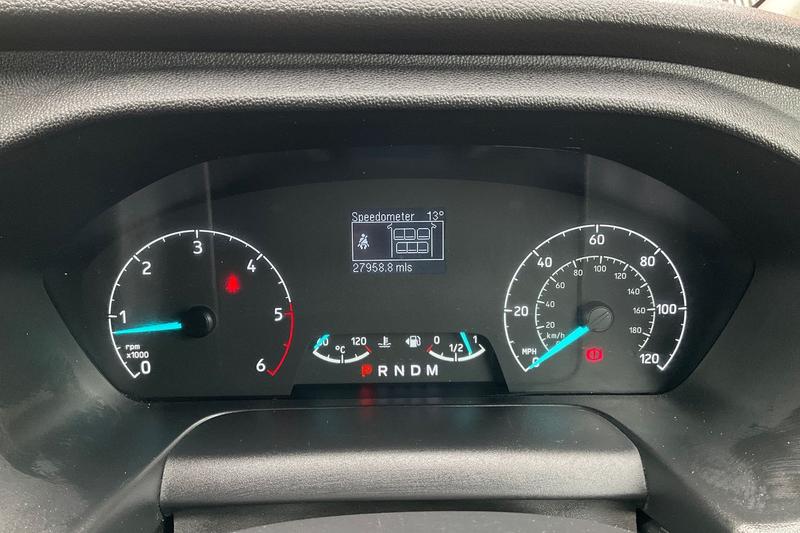 Speedometer 13°
27958.8 mls
0 1 2 3 4 5 6
rpm
x1000
60 120
°C
0 1/2 1
P R N D M
0 20 40 60 80 100 120
MPH
20 40 60 80 100 120 140 160 180
km/h